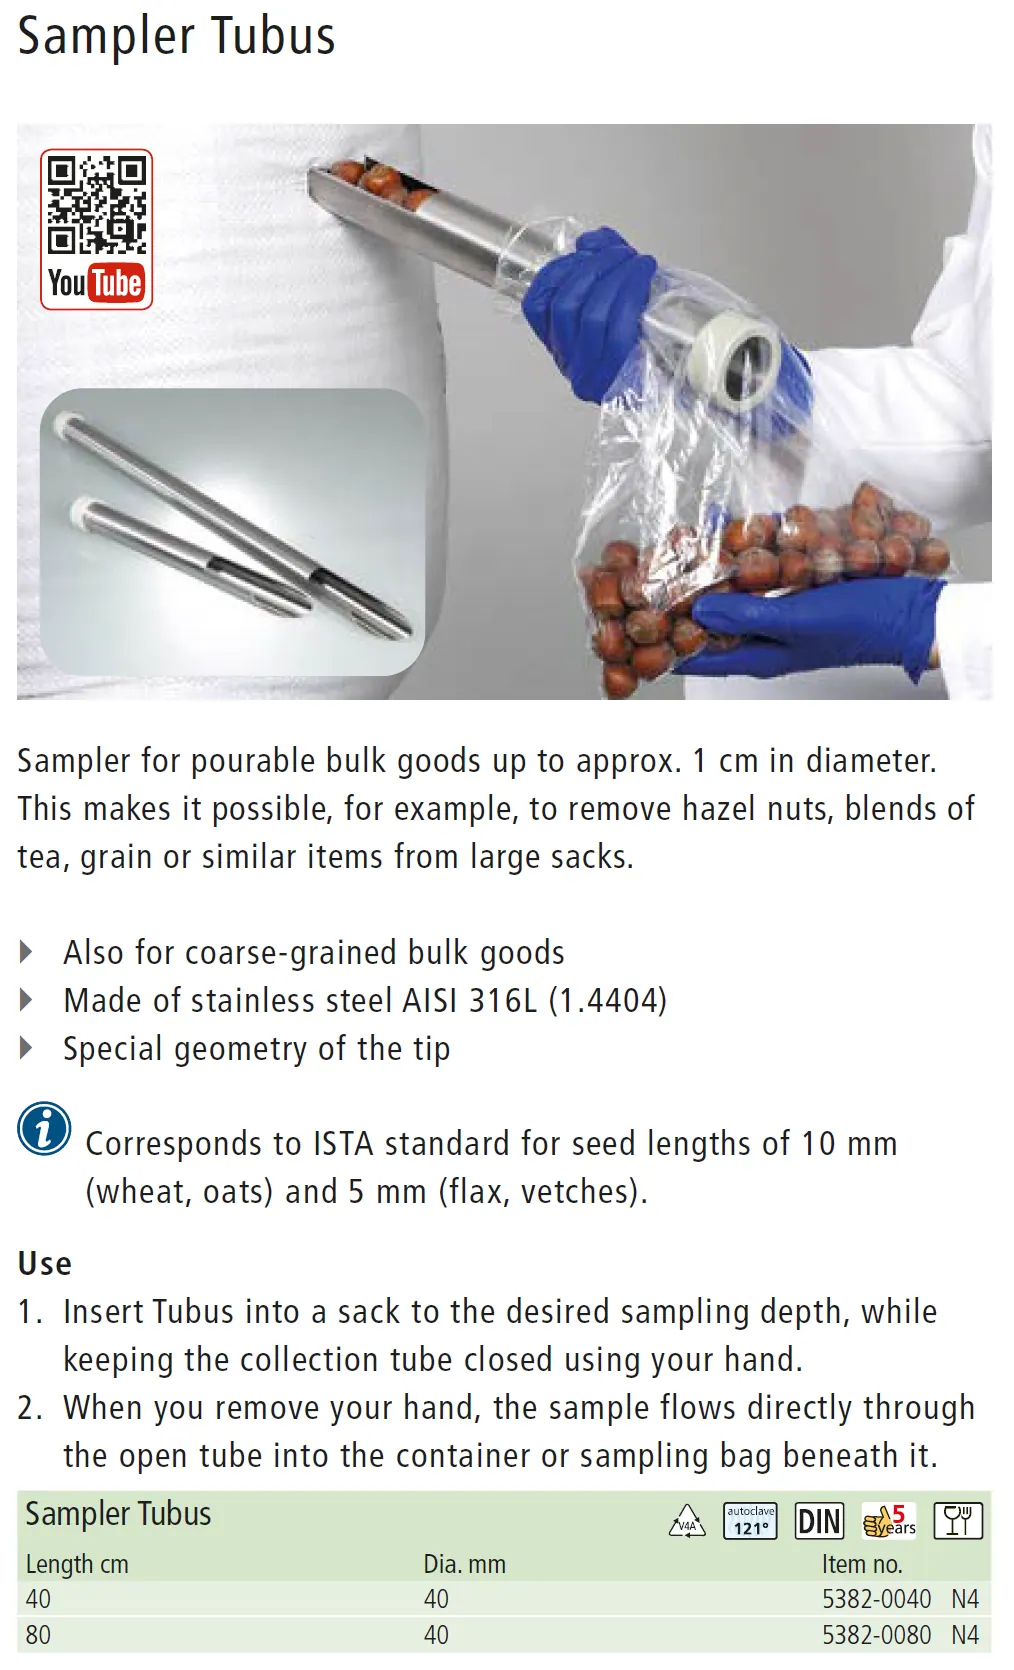 Sampler Tubus
YouTube
Sampler for pourable bulk goods up to approx. 1 cm in diameter.
This makes it possible, for example, to remove hazel nuts, blends of
tea, grain or similar items from large sacks.
Also for coarse-grained bulk goods
Made of stainless steel AISI 316L (1.4404)
Special geometry of the tip
i
Corresponds to ISTA standard for seed lengths of 10 mm
(wheat, oats) and 5 mm (flax, vetches).
Use
1. Insert Tubus into a sack to the desired sampling depth, while
keeping the collection tube closed using your hand.
2. When you remove your hand, the sample flows directly through
the open tube into the container or sampling bag beneath it.
Sampler Tubus V4A autoclave 121° DIN 5 years
Length cm Dia. mm Item no.
40 40 5382-0040 N4
80 40 5382-0080 N4